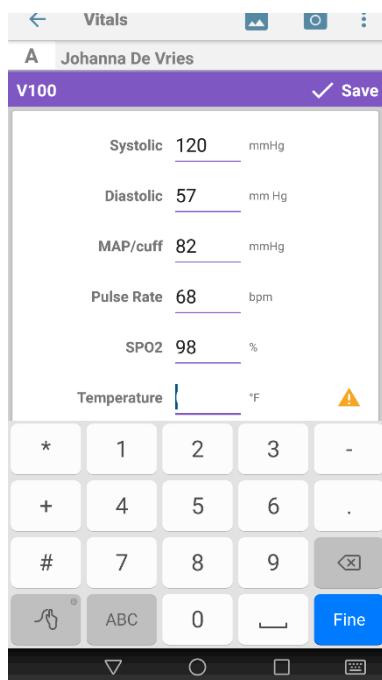 Vitals
A Johanna De Vries
V100 Save
Systolic 120 mmHg
Diastolic 57 mm Hg
MAP/cuff 82 mmHg
Pulse Rate 68 bpm
SPO2 98 %
Temperature °F
* 1 2 3 -
+ 4 5 6 .
# 7 8 9
ABC 0 Fine